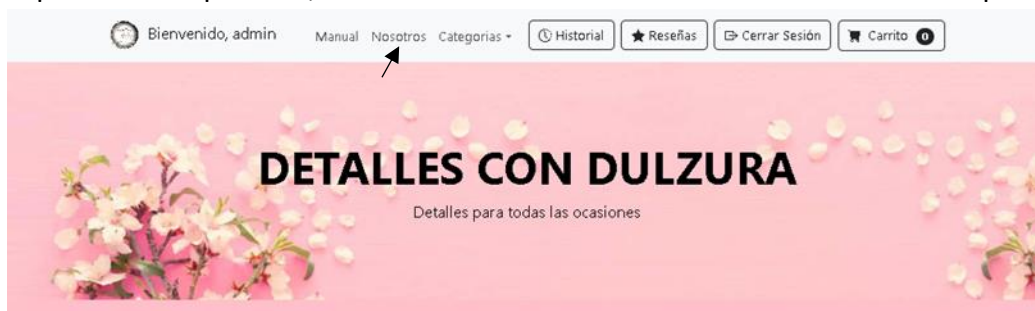 Bienvenido, admin Manual Nosotros Categorias Historial Reseñas Cerrar Sesión Carrito 0
DETALLES CON DULZURA
Detalles para todas las ocasiones